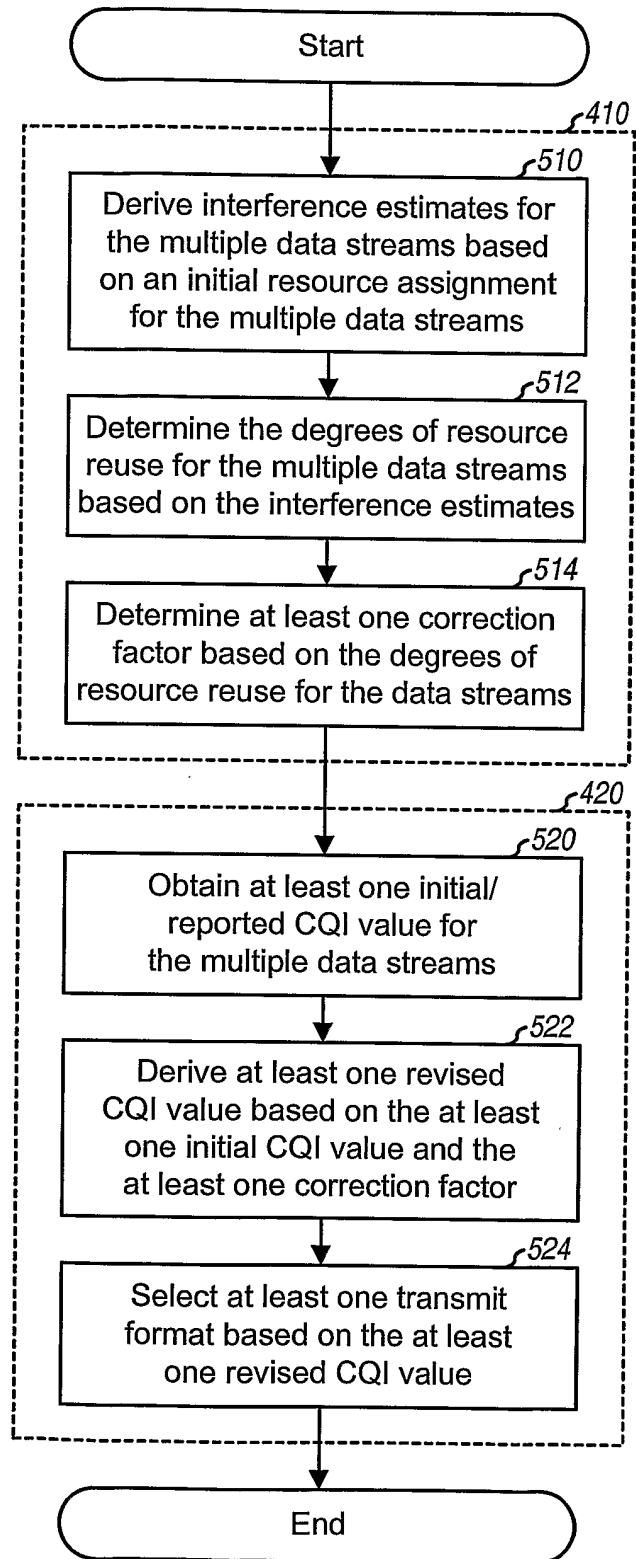 Start
410
510
Derive interference estimates for
the multiple data streams based
on an initial resource assignment
for the multiple data streams
512
Determine the degrees of resource
reuse for the multiple data streams
based on the interference estimates
514
Determine at least one correction
factor based on the degrees of
resource reuse for the data streams
420
520
Obtain at least one initial/
reported CQI value for
the multiple data streams
522
Derive at least one revised
CQI value based on the at least
one initial CQI value and the
at least one correction factor
524
Select at least one transmit
format based on the at least
one revised CQI value
End